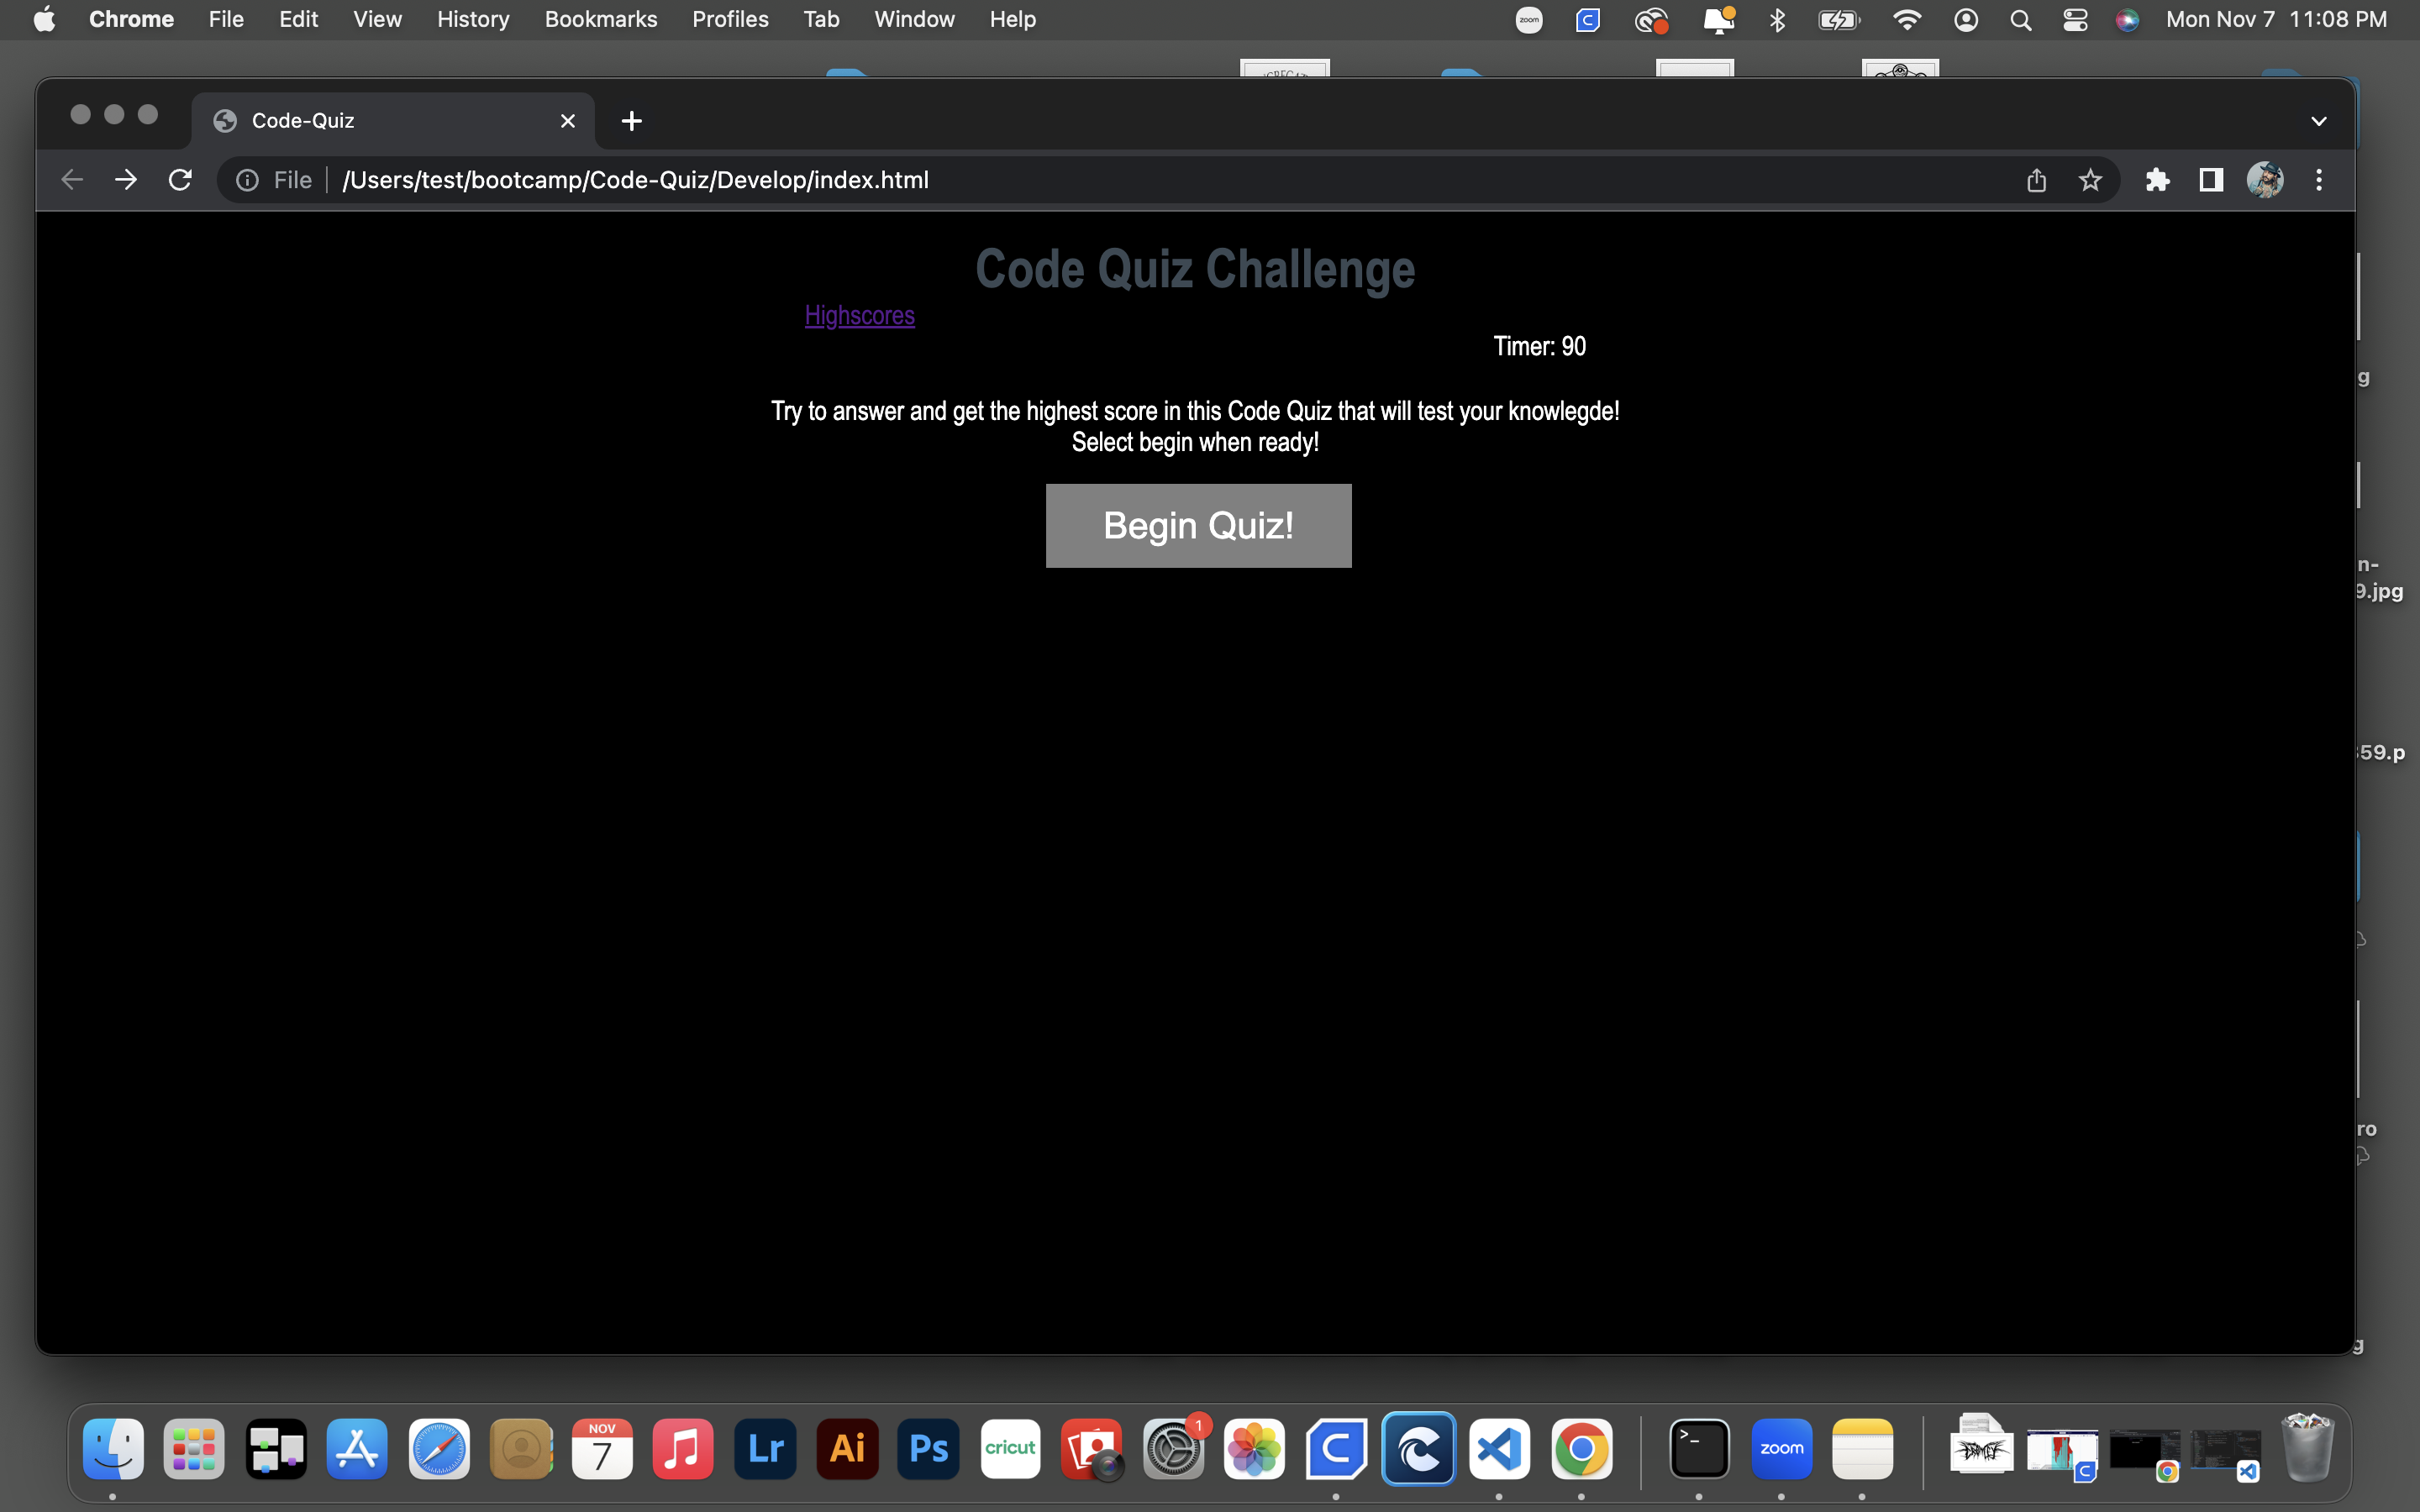 Chrome File Edit View History Bookmarks Profiles Tab Window Help zoom Mon Nov 7 11:08 PM
Code-Quiz
File /Users/test/bootcamp/Code-Quiz/Develop/index.html
Code Quiz Challenge
Highscores
Timer: 90
Try to answer and get the highest score in this Code Quiz that will test your knowlegde!
Select begin when ready!
Begin Quiz!
g
n-
9.jpg
59.p
ro
g
NOV
7
Lr
Ai
Ps
cricut
1
zoom